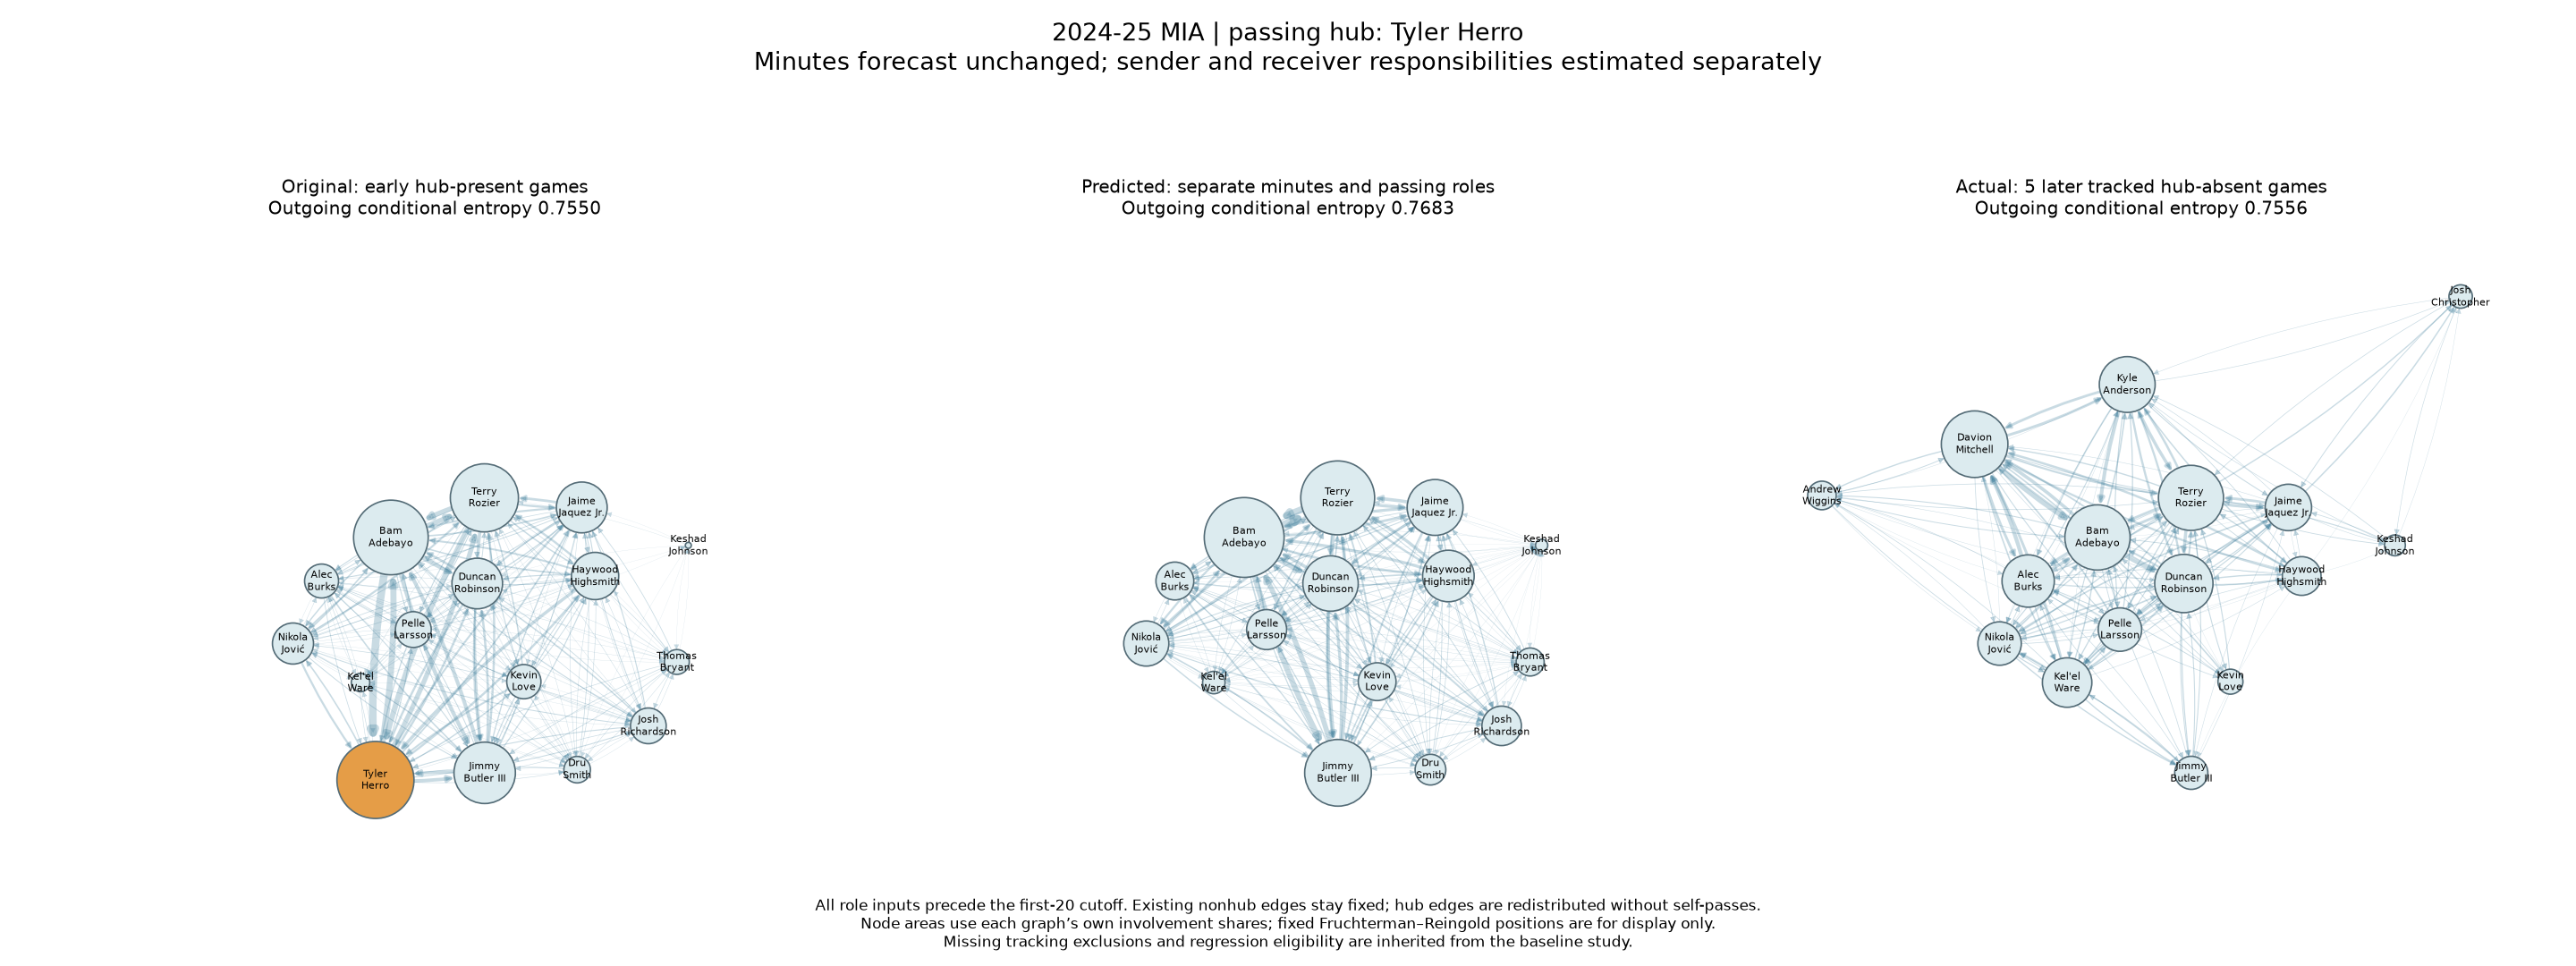 2024-25 MIA | passing hub: Tyler Herro
Minutes forecast unchanged; sender and receiver responsibilities estimated separately
Original: early hub-present games
Outgoing conditional entropy 0.7550
Terry
Rozier
Jaime
Jaquez Jr.
Bam
Adebayo
Keshad
Johnson
Alec
Burks
Duncan
Robinson
Haywood
Highsmith
Pelle
Larsson
Nikola
Jović
Thomas
Bryant
Kel'el
Ware
Kevin
Love
Josh
Richardson
Tyler
Herro
Jimmy
Butler III
Dru
Smith
Predicted: separate minutes and passing roles
Outgoing conditional entropy 0.7683
Terry
Rozier
Jaime
Jaquez Jr.
Bam
Adebayo
Keshad
Johnson
Alec
Burks
Duncan
Robinson
Haywood
Highsmith
Pelle
Larsson
Nikola
Jović
Thomas
Bryant
Kel'el
Ware
Kevin
Love
Josh
Richardson
Jimmy
Butler III
Dru
Smith
Actual: 5 later tracked hub-absent games
Outgoing conditional entropy 0.7556
Josh
Christopher
Kyle
Anderson
Davion
Mitchell
Andrew
Wiggins
Terry
Rozier
Jaime
Jaquez Jr.
Bam
Adebayo
Keshad
Johnson
Alec
Burks
Duncan
Robinson
Haywood
Highsmith
Pelle
Larsson
Nikola
Jović
Kel'el
Ware
Kevin
Love
Jimmy
Butler III
All role inputs precede the first-20 cutoff. Existing nonhub edges stay fixed; hub edges are redistributed without self-passes.
Node areas use each graph’s own involvement shares; fixed Fruchterman–Reingold positions are for display only.
Missing tracking exclusions and regression eligibility are inherited from the baseline study.